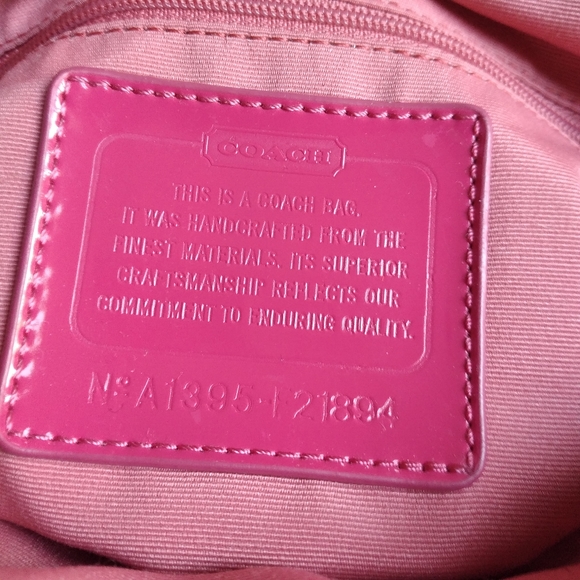 COACH
THIS IS A COACH BAG.
IT WAS HANDCRAFTED FROM THE
FINEST MATERIALS. ITS SUPERIOR
CRAFTSMANSHIP REFLECTS OUR
COMMITMENT TO ENDURING QUALITY.
Nº A1395-F21894